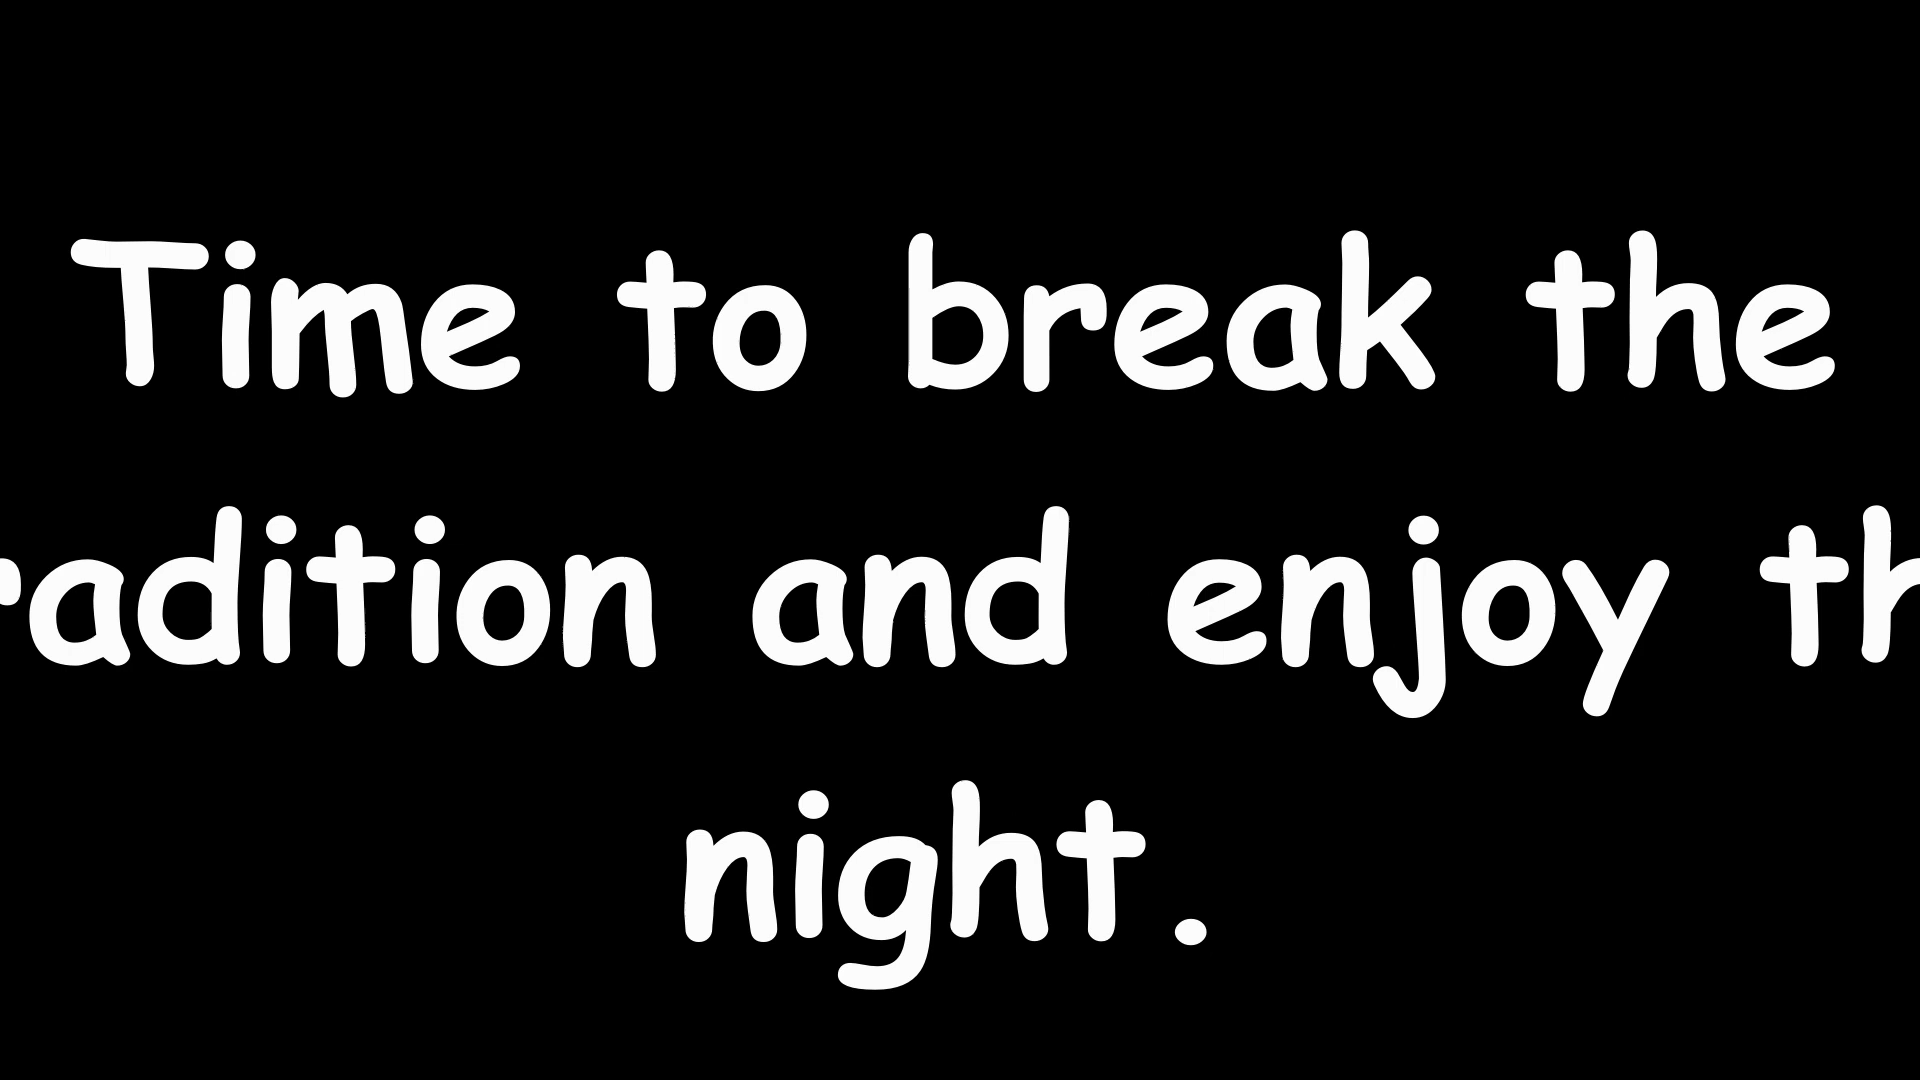 Time to break the
radition and enjoy th
night.